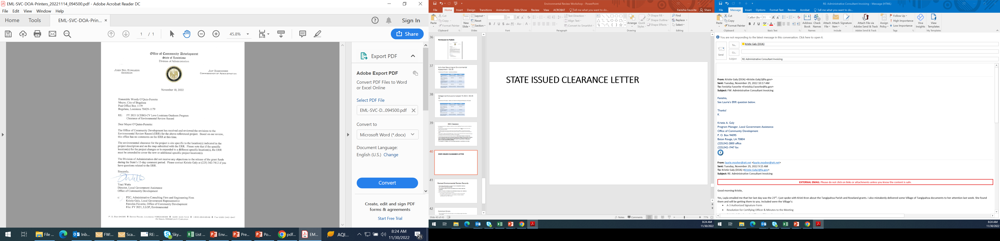 EML-SVC-DOA-Printers_20221114_094500.pdf - Adobe Acrobat Reader DC
File Edit View Window Help
Home Tools EML-SVC-DOA-Prin... ×
Sign In
1 / 1 45.8% Share
Office of Community Development
State of Louisiana
Division of Administration
JOHN BEL EDWARDS
GOVERNOR
JAY DARDENNE
COMMISSIONER OF ADMINISTRATION
November 10, 2022
Honorable Wendy O'Quin-Perrette
Mayor, City of Bogalusa
Post Office Box 1179
Bogalusa, Louisiana 70429-1179
RE: FY 2021 LCDBG-CV Love Louisiana Outdoors Program
Clearance of Environmental Review Record
Dear Mayor O'Quinn-Perrette:
The Office of Community Development has received and reviewed the revisions to the
Environmental Review Record (ERR) for the above-referenced project. Based on our review,
this office has no comments on the ERR at this time.
The environmental clearance for the project is site specific to the location(s) indicated in the
project description and on the map submitted with the ERR. Please note that if the specific
location(s) for the project changes or is expanded to a different specific location(s), the ERR
must be amended to cover the new or additional specific project location(s).
The Division of Administration did not receive any objections to the release of the grant funds
during the State's 15-day comment period. Please contact Kristie Galy at (225) 342-7412 if you
have questions related to the ERR.
Sincerely,
Traci Watts
Director, Local Government Assistance
Office of Community Development
c: PEC, Administrative Consulting Firm and Engineering Firm
Kristie Galy, Local Government Representative
Fenishia Favorite, Office of Community Development
File: FY 2021, LLOP, Environmental
P. O. Box 94095 Baton Rouge, Louisiana 70804-9095 (225) 342-7412 1-800-354-9548 Fax (225) 342-1947
An Equal Opportunity Employer
Export PDF
Adobe Export PDF
Convert PDF Files to Word
or Excel Online
Select PDF File
EML-SVC-D...094500.pdf
Convert to
Microsoft Word (*.docx)
Document Language:
English (U.S.) Change
Convert
Create, edit and sign PDF
forms & agreements
Start Free Trial
File ... Inb... FW:... Sca... RE: ... Sky... List ... Env... Pre... Po... pdf... EM... AQI...
8:24 AM
11/30/2022
21
Environmental Review Workshop - PowerPoint
File Home Insert Design Transitions Animations Slide Show Review View ACROBAT Tell me what you want to do... Fenishia Favorite Share
Paste Cut Copy Format Painter
New Slide Layout Reset Section
28
Text Direction Align Text Convert to SmartArt
Arrange Quick Styles Shape Fill Shape Outline Shape Effects
Find Replace Select
Clipboard Slides Font Paragraph Drawing Editing
36
Permission to Publish
37
Activities Requiring an Environmental
Assessment – 58.36
38
Categorical Exclusions Subject To 58.5 – 58.35
(a)
39
ERR Clearance
40
STATE ISSUED CLEARANCE LETTER
41
Revised Environmental Review Records
42
Common Errors
STATE ISSUED CLEARANCE LETTER
Slide 40 of 43 Notes Comments 77%
8:24 AM
11/30/2022
RE: Administrative Consultant Invoicing - Message (HTML)
File Message Insert Options Format Text Review Acrobat Tell me what you want to do...
Paste Cut Copy Format Painter
Calibri (Bo 11
Address Book Check Names
Attach File Attach Item Signature
Attach File via
Adobe Send & Track
Assign Policy Follow Up High Importance Low Importance
Viva Insights View Templates
Clipboard Basic Text Names Include Adobe Send & Track Tags My Templates
You are not responding to the latest message in this conversation. Click here to open it.
Send
To... Kristie Galy (DOA)
Cc...
Subject RE: Administrative Consultant Invoicing
From: Kristie Galy (DOA) <Kristie.Galy2@la.gov>
Sent: Tuesday, November 29, 2022 10:17 AM
To: Fenishia Favorite <Fenishia.Favorite@la.gov>
Subject: FW: Administrative Consultant Invoicing
Fenishia,
See Laurie's ERR question below.
Thanks!
K
Kristie A. Galy
Program Manager, Local Government Assistance
Office of Community Development
P. O. Box 94095
Baton Rouge, LA 70804
(225)342-2800 office
(225)342-1947 fax
From: laurie.mosher@att.net <laurie.mosher@att.net>
Sent: Tuesday, November 29, 2022 9:15 AM
To: Kristie Galy (DOA) <Kristie.Galy2@la.gov>
Subject: RE: Administrative Consultant Invoicing
EXTERNAL EMAIL: Please do not click on links or attachments unless you know the content is safe.
Good morning Kristie,
Yes, Layla emailed me that her last day was the 23rd. I just spoke with Kristi Kron about the Tangipahoa Parish and Roseland grants. I also mistakenly delivered some Village of Tangipahoa documents to her attention last week. She found
them and will be getting them to you. Included were the Village's:
• A-3 Authorized Signature Form
• Resolution for Certifying Officer & Minutes to the Meeting
8:24 AM
11/30/2022